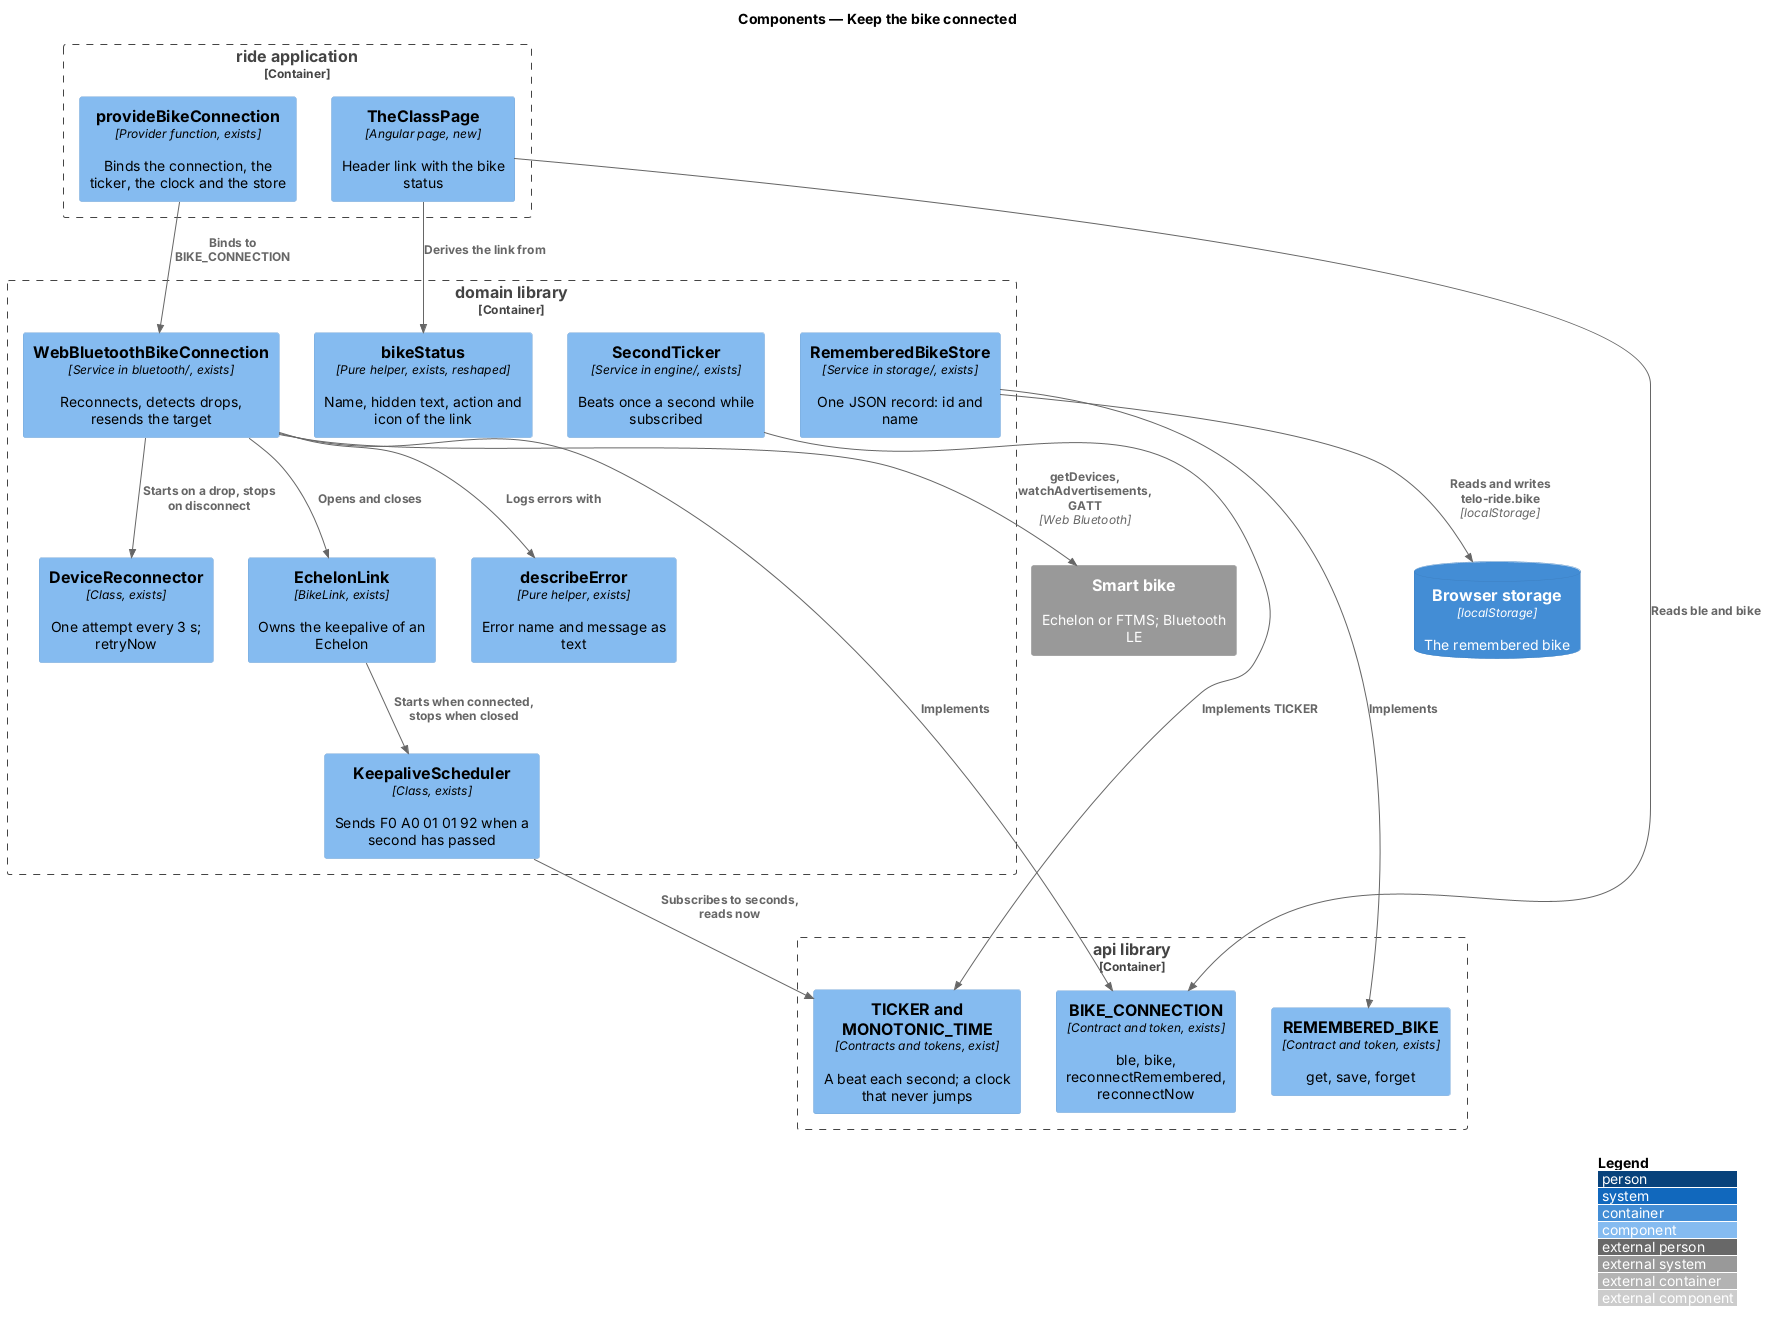 Components — Keep the bike connected
ride application
[Container]
provideBikeConnection
[Provider function, exists]
Binds the connection, the
ticker, the clock and the store
TheClassPage
[Angular page, new]
Header link with the bike
status
Binds to
BIKE_CONNECTION
Derives the link from
domain library
[Container]
WebBluetoothBikeConnection
[Service in bluetooth/, exists]
Reconnects, detects drops,
resends the target
bikeStatus
[Pure helper, exists, reshaped]
Name, hidden text, action and
icon of the link
SecondTicker
[Service in engine/, exists]
Beats once a second while
subscribed
RememberedBikeStore
[Service in storage/, exists]
One JSON record: id and
name
Starts on a drop, stops
on disconnect
Opens and closes
Logs errors with
getDevices,
watchAdvertisements,
GATT
[Web Bluetooth]
Reads and writes
telo-ride.bike
[localStorage]
DeviceReconnector
[Class, exists]
One attempt every 3 s;
retryNow
EchelonLink
[BikeLink, exists]
Owns the keepalive of an
Echelon
describeError
[Pure helper, exists]
Error name and message as
text
Smart bike
Echelon or FTMS; Bluetooth
LE
Browser storage
[localStorage]
The remembered bike
Reads ble and bike
Starts when connected,
stops when closed
Implements
Implements TICKER
Implements
KeepaliveScheduler
[Class, exists]
Sends F0 A0 01 01 92 when a
second has passed
Subscribes to seconds,
reads now
api library
[Container]
TICKER and
MONOTONIC_TIME
[Contracts and tokens, exist]
A beat each second; a clock
that never jumps
BIKE_CONNECTION
[Contract and token, exists]
ble, bike,
reconnectRemembered,
reconnectNow
REMEMBERED_BIKE
[Contract and token, exists]
get, save, forget
Legend
person
system
container
component
external person
external system
external container
external component